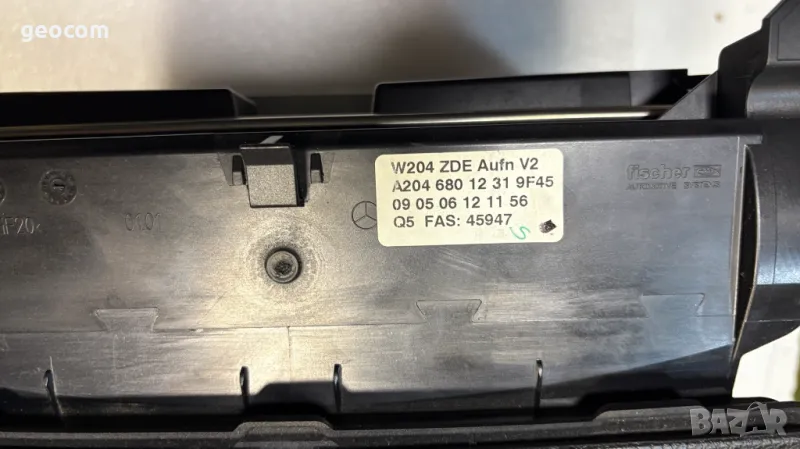 geocom
W204 ZDE Aufn V2
A204 680 12 31 9F45
09 05 06 12 11 56
Q5 FAS: 45947
S
fischer
AUTOMOTIVE SYSTEMS
0101
BAZAR